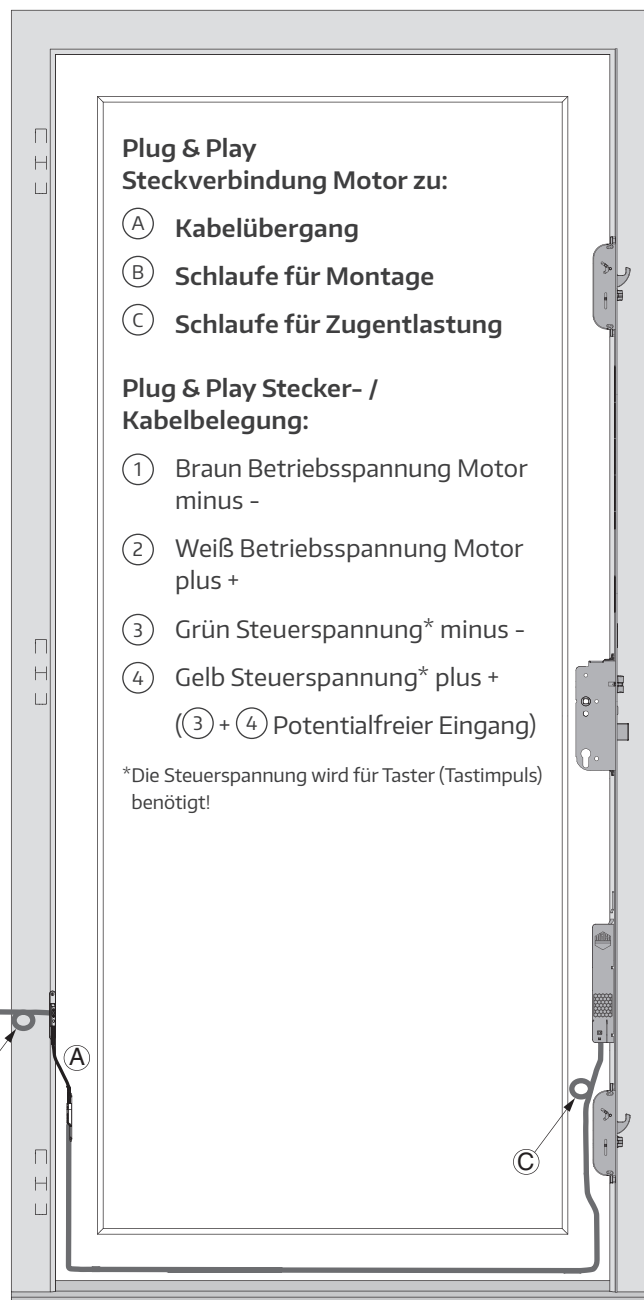 Plug & Play
Steckverbindung Motor zu:
A Kabelübergang
B Schlaufe für Montage
C Schlaufe für Zugentlastung
Plug & Play Stecker- /
Kabelbelegung:
1 Braun Betriebsspannung Motor
minus -
2 Weiß Betriebsspannung Motor
plus +
3 Grün Steuerspannung* minus -
4 Gelb Steuerspannung* plus +
(3 + 4 Potentialfreier Eingang)
*Die Steuerspannung wird für Taster (Tastimpuls)
benötigt!
A
C